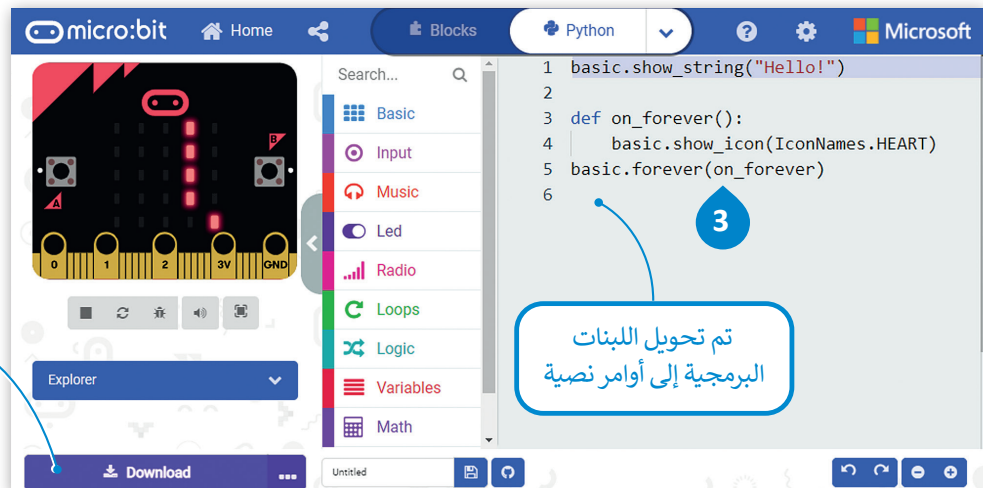 micro:bit Home Blocks Python Microsoft
A
B
0 1 2 3V GND
Explorer
Download
Search...
Basic
Input
Music
Led
Radio
Loops
Logic
Variables
Math
Untitled
1 basic.show_string("Hello!")
2
3 def on_forever():
4 basic.show_icon(IconNames.HEART)
5 basic.forever(on_forever)
6
3
تم تحويل اللبنات
البرمجية إلى أوامر نصية